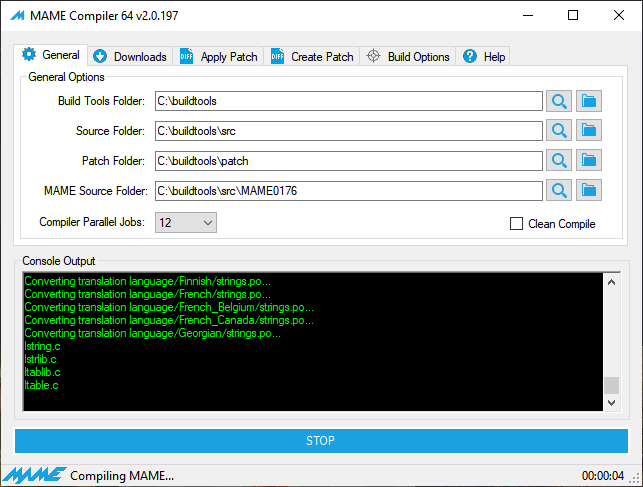 MAME Compiler 64 v2.0.197
General
Downloads
DIFF
Apply Patch
DIFF
Create Patch
Build Options
Help
General Options
Build Tools Folder:
C:\buildtools
Source Folder:
C:\buildtools\src
Patch Folder:
C:\buildtools\patch
MAME Source Folder:
C:\buildtools\src\MAME0176
Compiler Parallel Jobs:
12
Clean Compile
Console Output
Converting translation language/Finnish/strings.po...
Converting translation language/French/strings.po...
Converting translation language/French_Belgium/strings.po...
Converting translation language/French_Canada/strings.po...
Converting translation language/Georgian/strings.po...
lstring.c
lstrlib.c
ltablib.c
ltable.c
STOP
MAME
Compiling MAME...
00:00:04